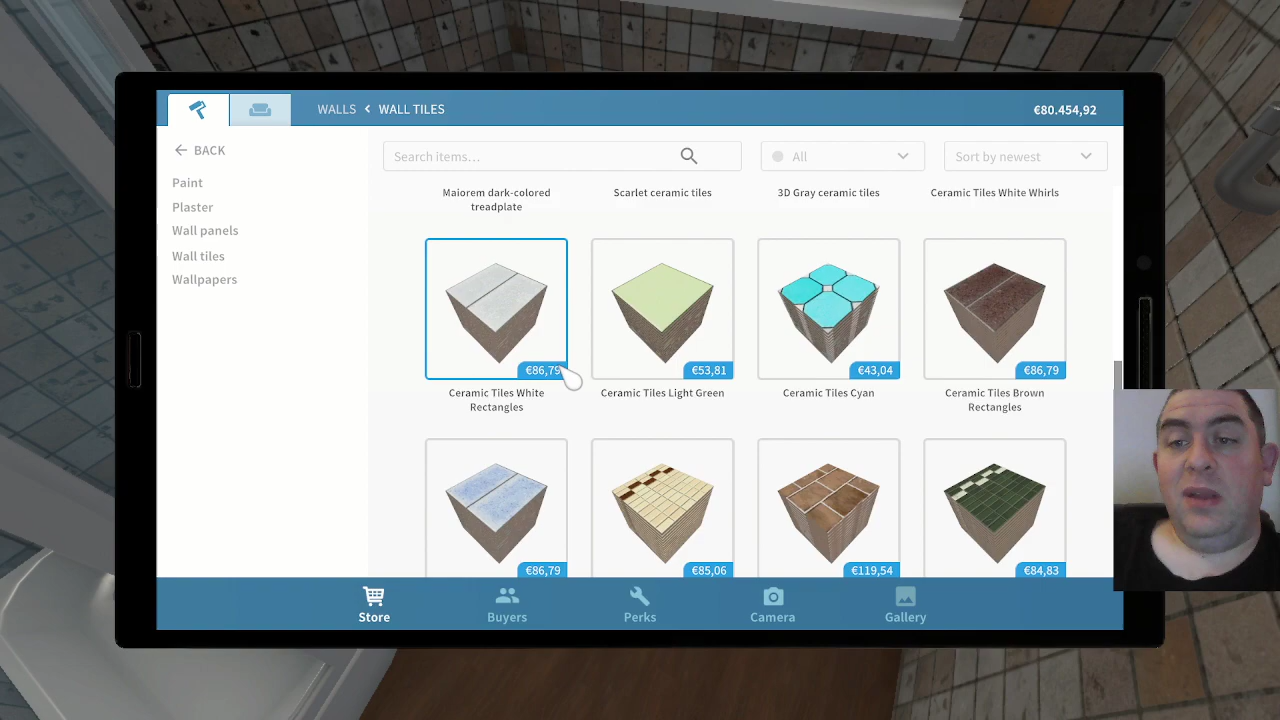 WALLS < WALL TILES
€80.454,92
BACK
Search items...
All
Sort by newest
Paint
Plaster
Wall panels
Wall tiles
Wallpapers
Maiorem dark-colored
treadplate
Scarlet ceramic tiles
3D Gray ceramic tiles
Ceramic Tiles White Whirls
€86,79
€53,81
€43,04
€86,79
Ceramic Tiles White
Rectangles
Ceramic Tiles Light Green
Ceramic Tiles Cyan
Ceramic Tiles Brown
Rectangles
€86,79
€85,06
€119,54
€84,83
Store
Buyers
Perks
Camera
Gallery